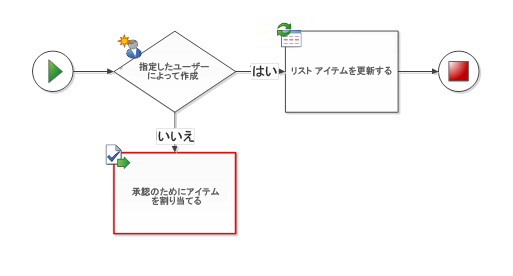 指定したユーザー
によって作成
はい
リスト アイテムを更新する
いいえ
承認のためにアイテム
を割り当てる